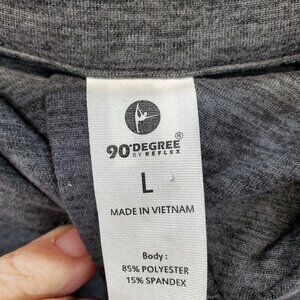 90°DEGREE®
BY REFLEX
L
MADE IN VIETNAM
Body :
85% POLYESTER
15% SPANDEX